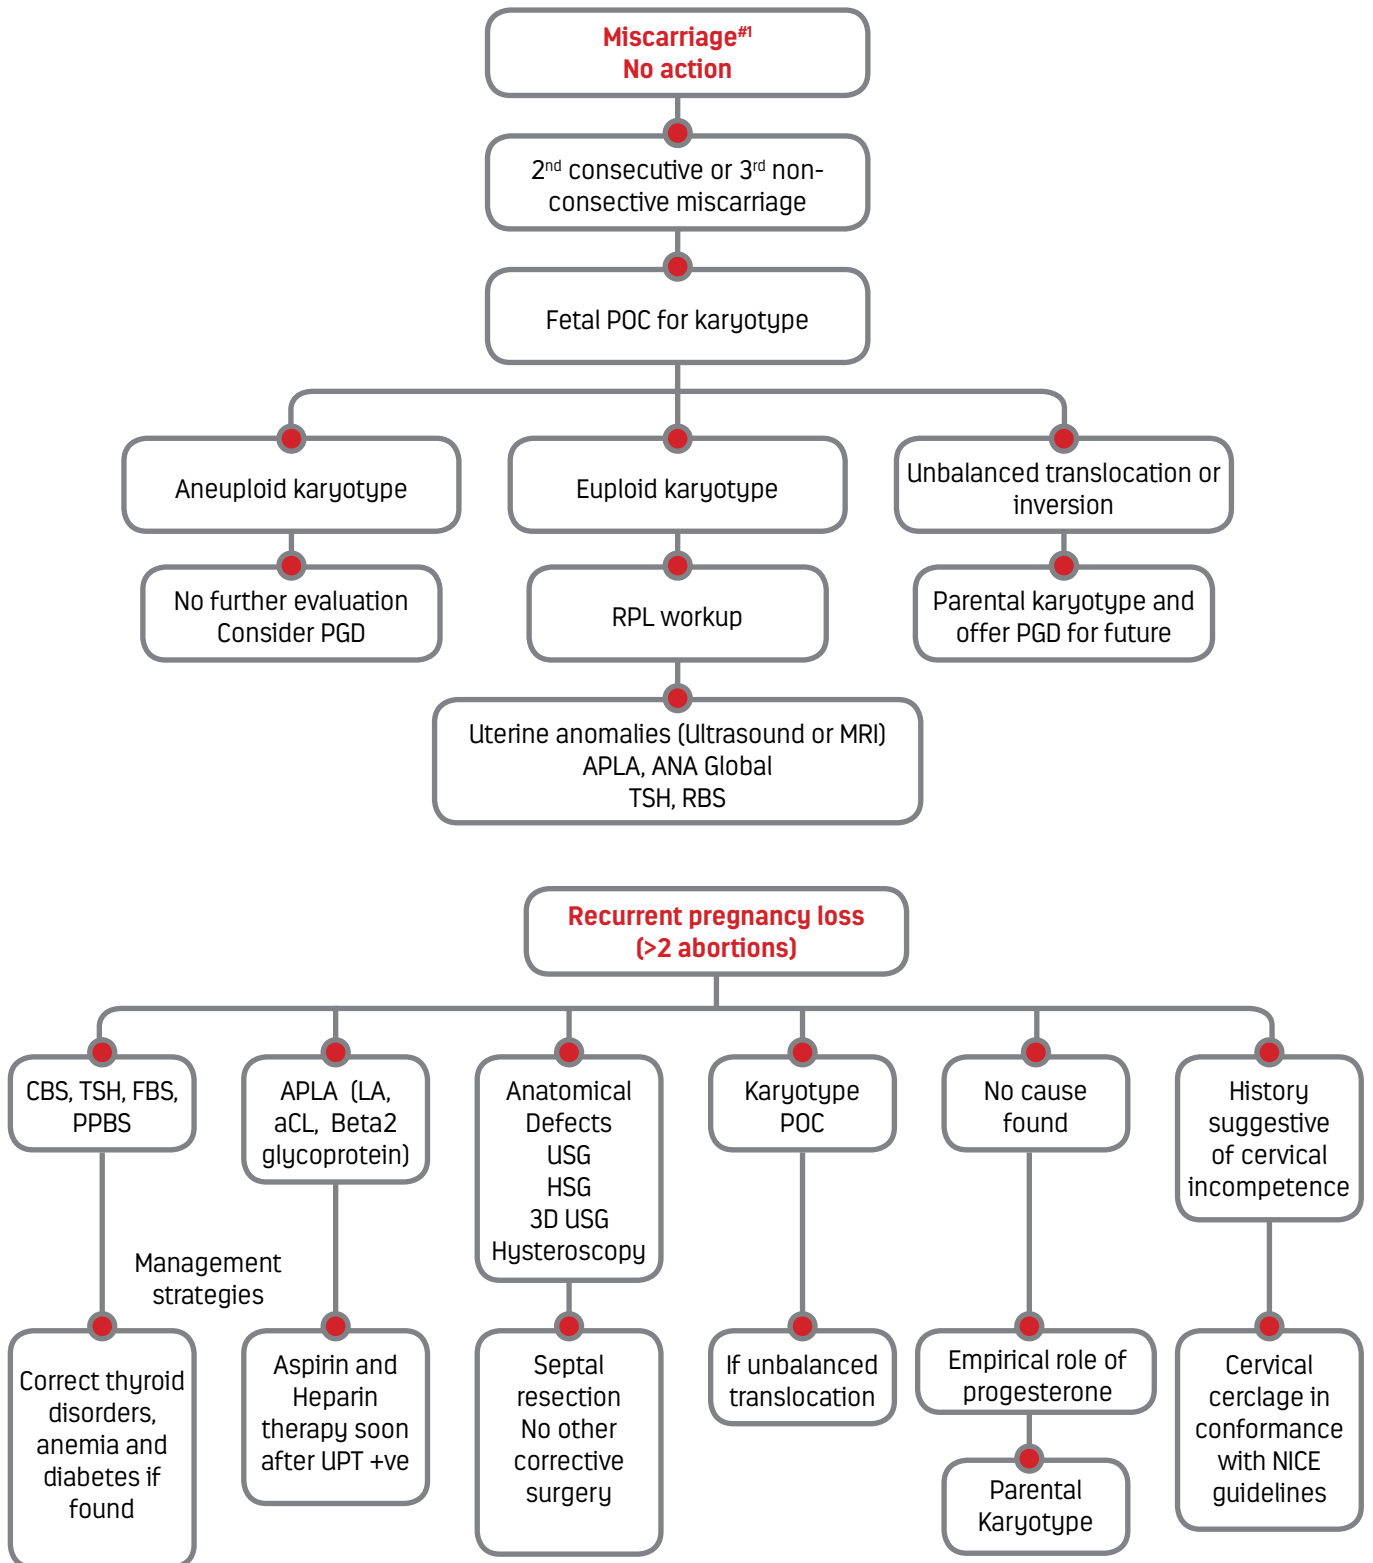 Miscarriage#1
No action
2nd consecutive or 3rd non-
consective miscarriage
Fetal POC for karyotype
Aneuploid karyotype
Euploid karyotype
Unbalanced translocation or
inversion
No further evaluation
Consider PGD
RPL workup
Parental karyotype and
offer PGD for future
Uterine anomalies (Ultrasound or MRI)
APLA, ANA Global
TSH, RBS
Recurrent pregnancy loss
(>2 abortions)
CBS, TSH, FBS,
PPBS
APLA (LA,
aCL, Beta2
glycoprotein)
Anatomical
Defects
USG
HSG
3D USG
Hysteroscopy
Karyotype
POC
No cause
found
History
suggestive
of cervical
incompetence
Management
strategies
Correct thyroid
disorders,
anemia and
diabetes if
found
Aspirin and
Heparin
therapy soon
after UPT +ve
Septal
resection
No other
corrective
surgery
If unbalanced
translocation
Empirical role of
progesterone
Parental
Karyotype
Cervical
cerclage in
conformance
with NICE
guidelines